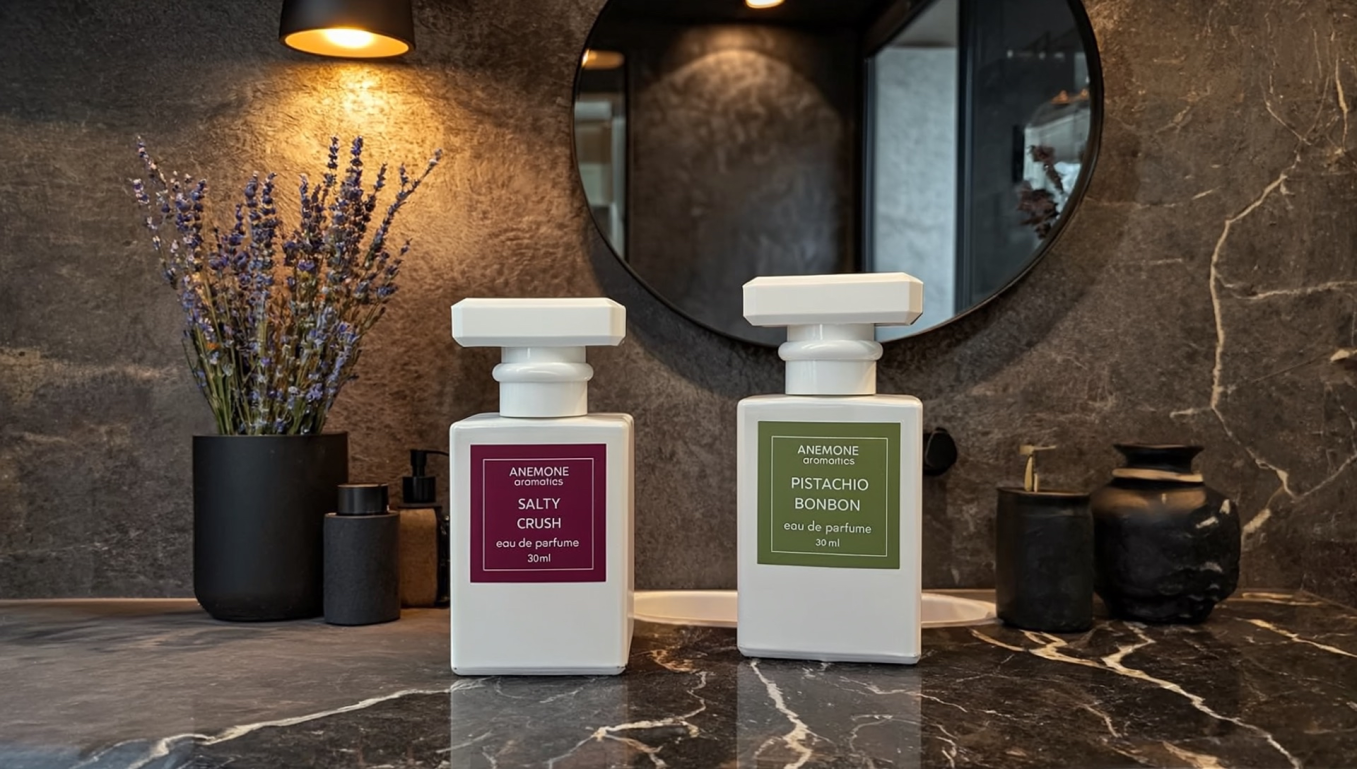 ANEMONE
aromatics
SALTY
CRUSH
eau de parfume
30ml
ANEMONE
aromatics
PISTACHIO
BONBON
eau de parfume
30 ml